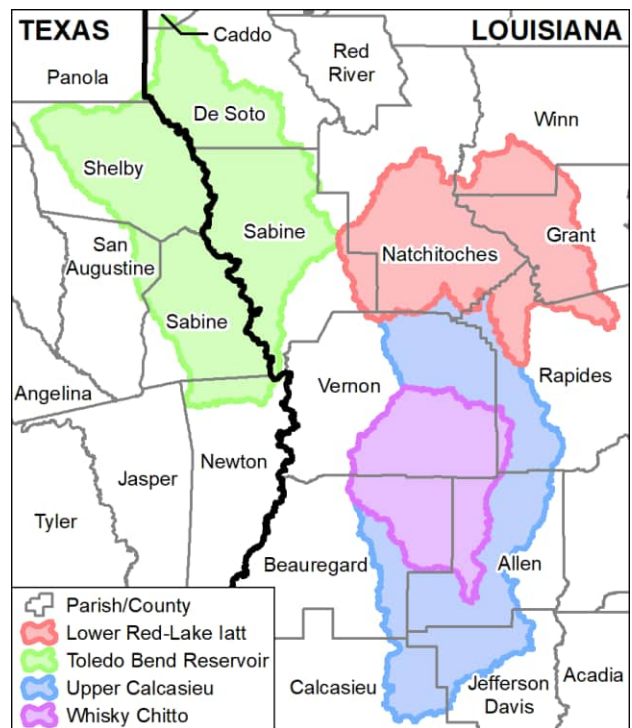 TEXAS
LOUISIANA
Caddo
Red
River
Panola
De Soto
Winn
Shelby
Sabine
Grant
San
Augustine
Natchitoches
Sabine
Angelina
Vernon
Rapides
Newton
Jasper
Tyler
Beauregard
Allen
Parish/County
Lower Red-Lake Iatt
Toledo Bend Reservoir
Upper Calcasieu
Whisky Chitto
Calcasieu
Jefferson
Davis
Acadia